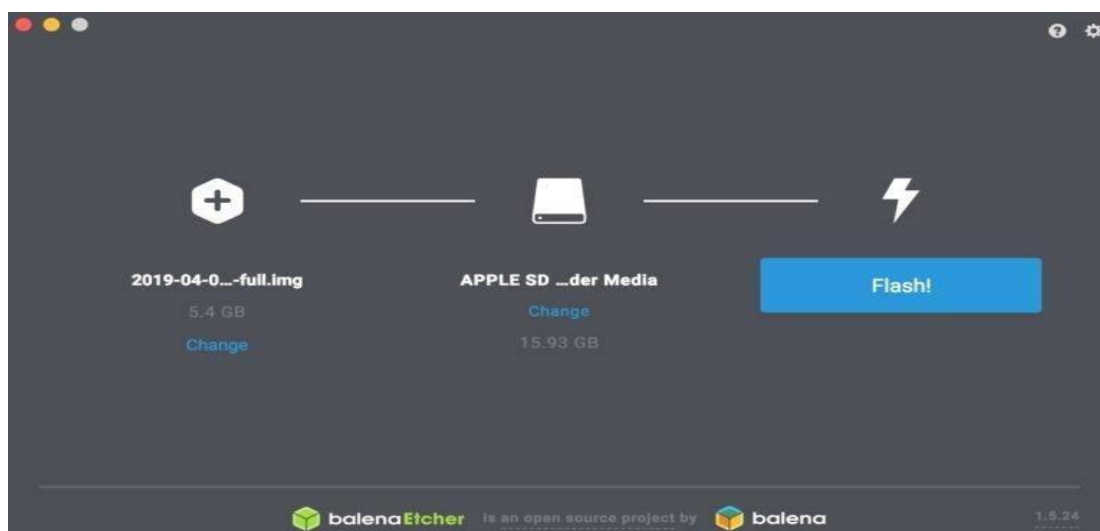 2019-04-0...-full.img
5.4 GB
Change
APPLE SD ...der Media
Change
15.93 GB
Flash!
balenaEtcher is an open source project by balena
1.5.24